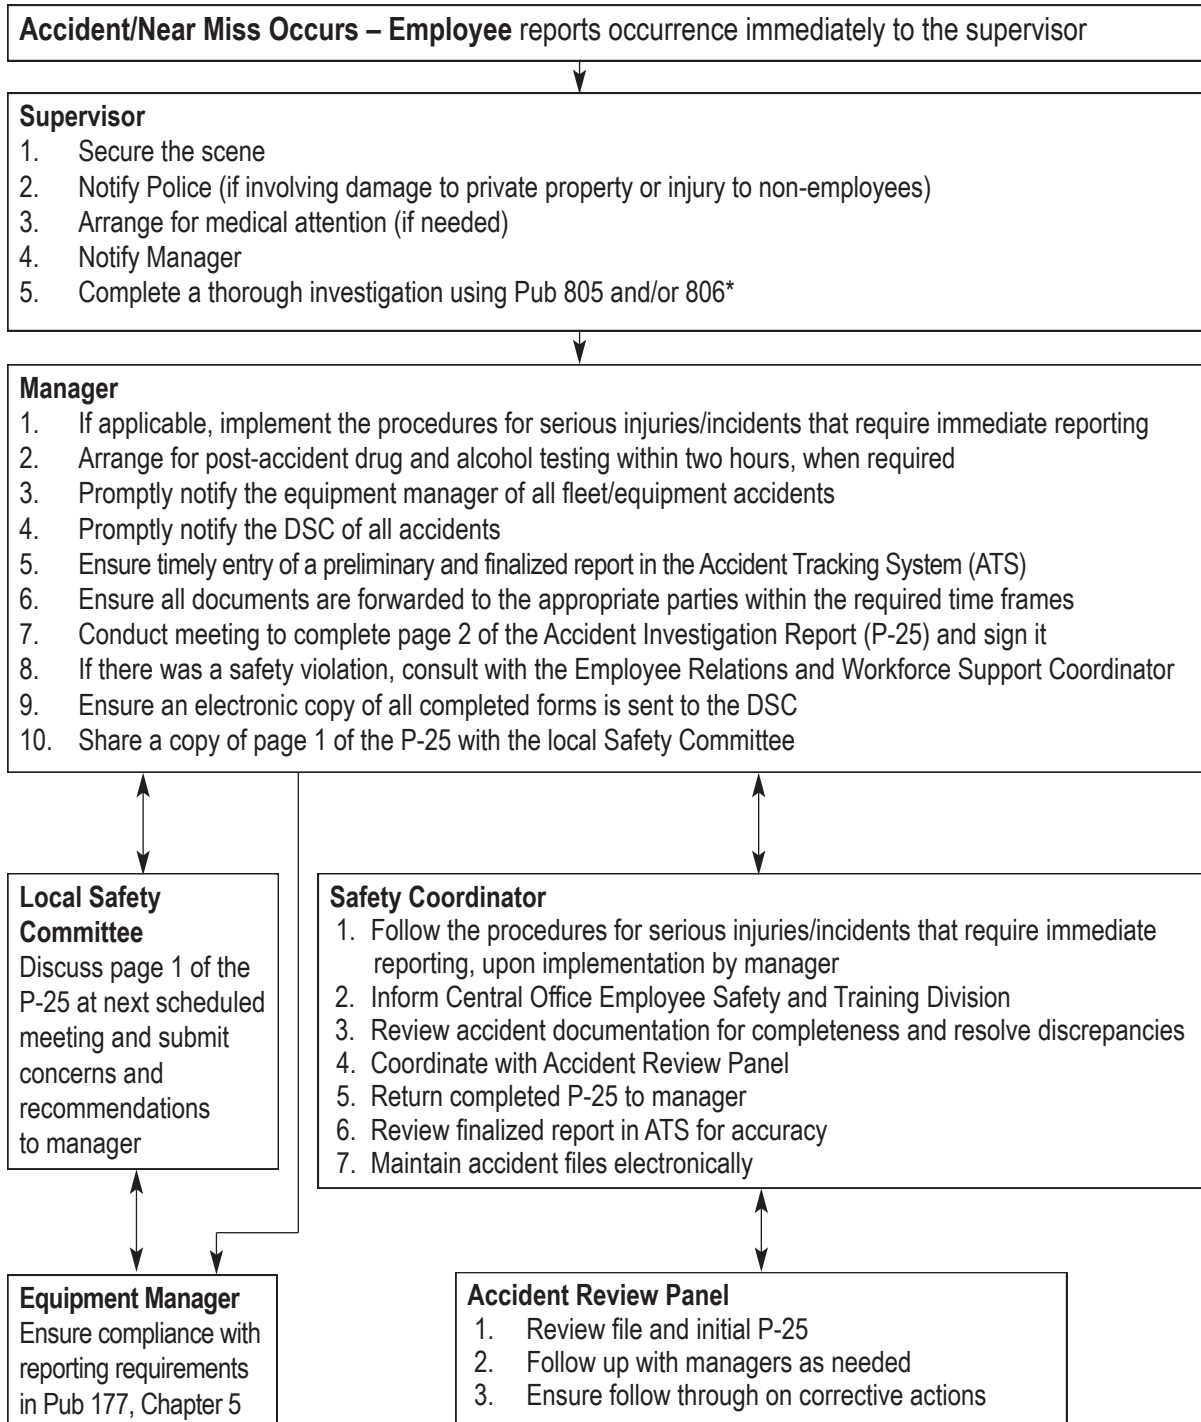 Accident/Near Miss Occurs – Employee reports occurrence immediately to the supervisor
Supervisor
1. Secure the scene
2. Notify Police (if involving damage to private property or injury to non-employees)
3. Arrange for medical attention (if needed)
4. Notify Manager
5. Complete a thorough investigation using Pub 805 and/or 806*
Manager
1. If applicable, implement the procedures for serious injuries/incidents that require immediate reporting
2. Arrange for post-accident drug and alcohol testing within two hours, when required
3. Promptly notify the equipment manager of all fleet/equipment accidents
4. Promptly notify the DSC of all accidents
5. Ensure timely entry of a preliminary and finalized report in the Accident Tracking System (ATS)
6. Ensure all documents are forwarded to the appropriate parties within the required time frames
7. Conduct meeting to complete page 2 of the Accident Investigation Report (P-25) and sign it
8. If there was a safety violation, consult with the Employee Relations and Workforce Support Coordinator
9. Ensure an electronic copy of all completed forms is sent to the DSC
10. Share a copy of page 1 of the P-25 with the local Safety Committee
Local Safety
Committee
Discuss page 1 of the
P-25 at next scheduled
meeting and submit
concerns and
recommendations
to manager
Safety Coordinator
1. Follow the procedures for serious injuries/incidents that require immediate
reporting, upon implementation by manager
2. Inform Central Office Employee Safety and Training Division
3. Review accident documentation for completeness and resolve discrepancies
4. Coordinate with Accident Review Panel
5. Return completed P-25 to manager
6. Review finalized report in ATS for accuracy
7. Maintain accident files electronically
Equipment Manager
Ensure compliance with
reporting requirements
in Pub 177, Chapter 5
Accident Review Panel
1. Review file and initial P-25
2. Follow up with managers as needed
3. Ensure follow through on corrective actions